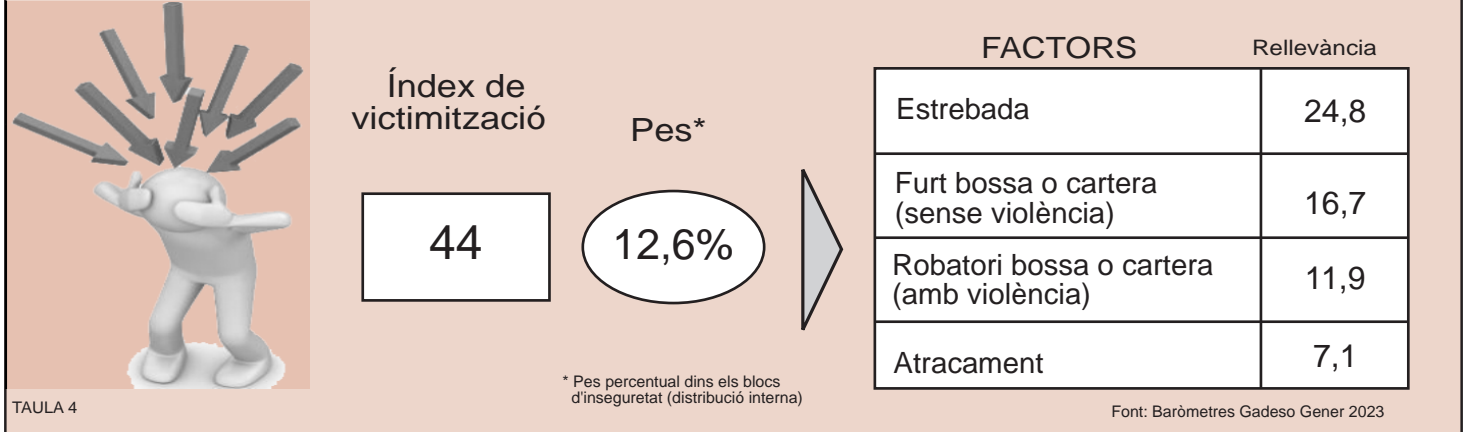 Índex de
victimització
44
Pes*
12,6%
* Pes percentual dins els blocs
d'inseguretat (distribució interna)
FACTORS Rellevància
Estrebada 24,8
Furt bossa o cartera
(sense violència) 16,7
Robatori bossa o cartera
(amb violència) 11,9
Atracament 7,1
TAULA 4
Font: Baròmetres Gadeso Gener 2023